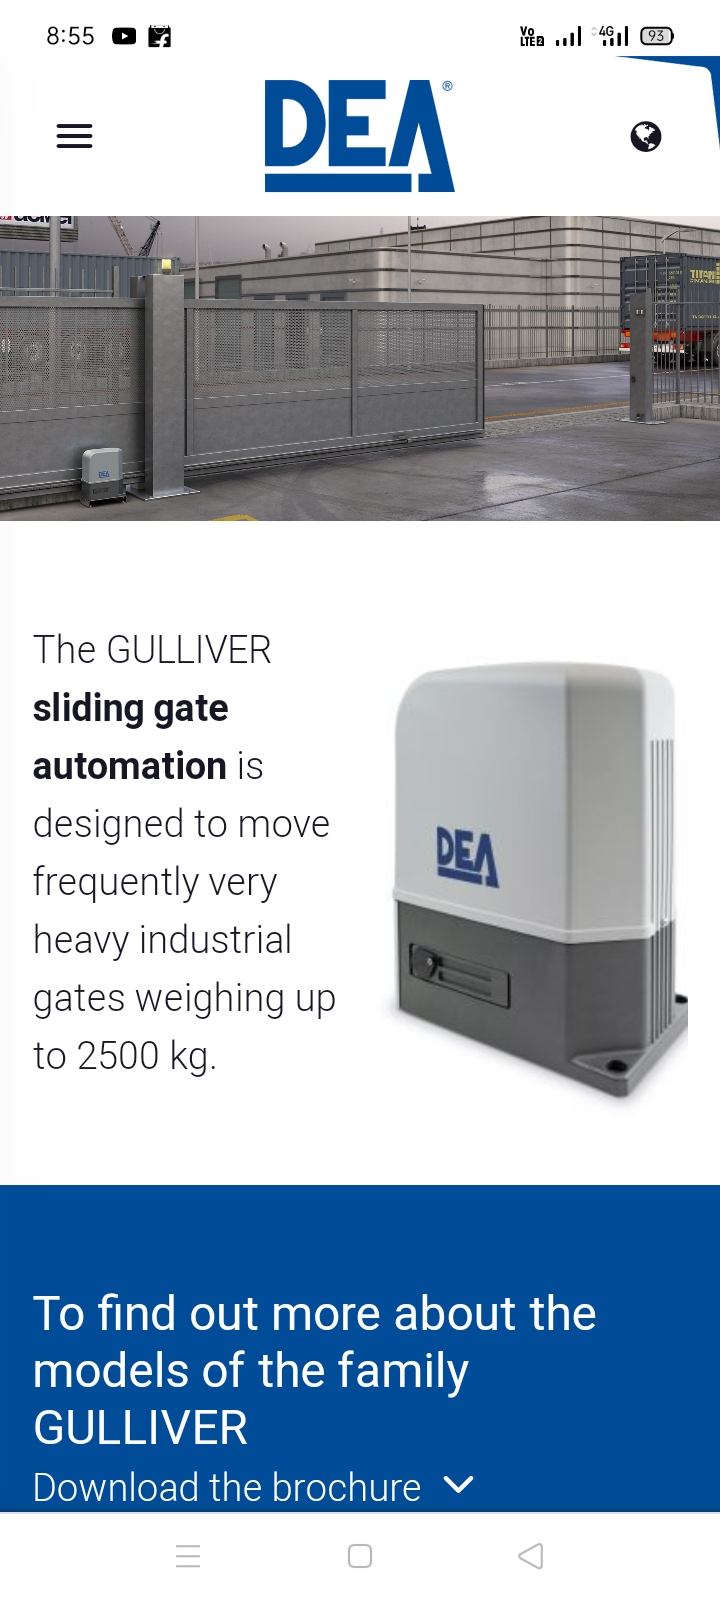 8:55
Vo
LTE2
4G
93
DEA®
TITAN
DEA
The GULLIVER
sliding gate
automation is
designed to move
frequently very
heavy industrial
gates weighing up
to 2500 kg.
DEA
To find out more about the
models of the family
GULLIVER
Download the brochure